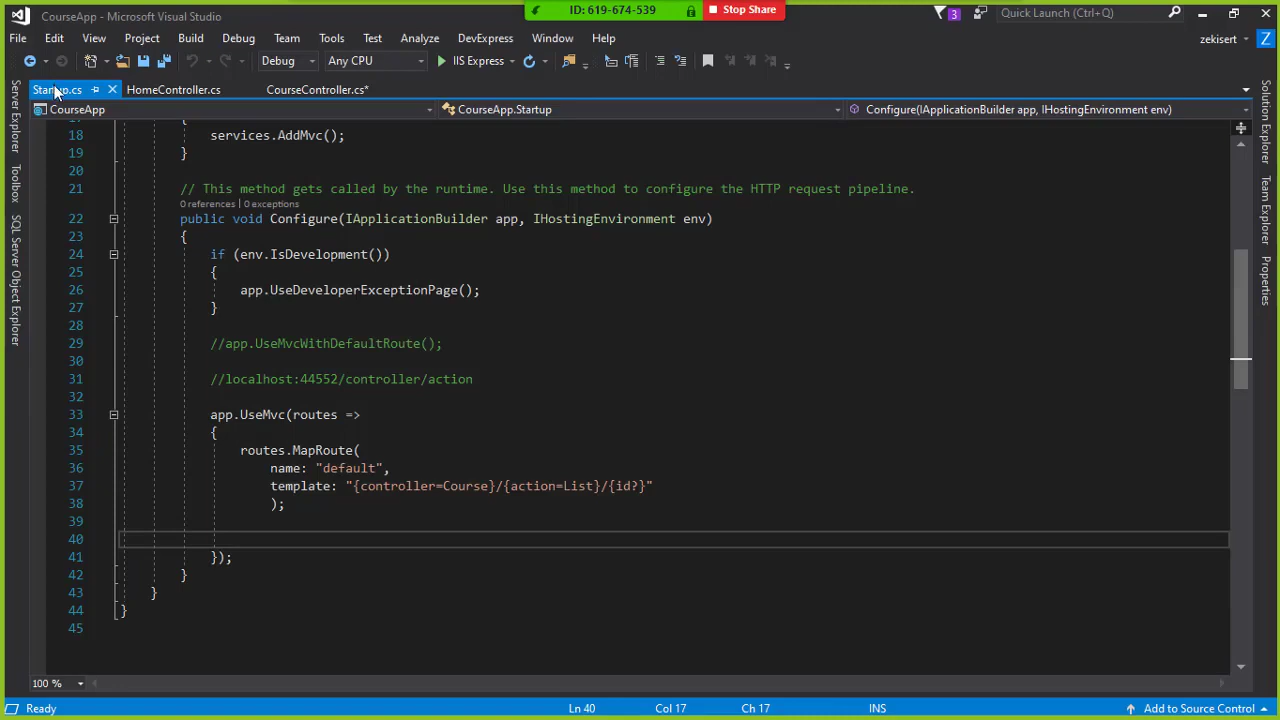 CourseApp - Microsoft Visual Studio
ID: 619-674-539
Stop Share
3
Quick Launch (Ctrl+Q)
File Edit View Project Build Debug Team Tools Test Analyze DevExpress Window Help
zekisert
Z
Debug Any CPU IIS Express
Startup.cs HomeController.cs CourseController.cs*
CourseApp CourseApp.Startup Configure(IApplicationBuilder app, IHostingEnvironment env)
Server Explorer
Toolbox
SQL Server Object Explorer
Solution Explorer
Team Explorer
Properties
17 {
18 services.AddMvc();
19 }
20
21 // This method gets called by the runtime. Use this method to configure the HTTP request pipeline.
0 references | 0 exceptions
22 public void Configure(IApplicationBuilder app, IHostingEnvironment env)
23 {
24 if (env.IsDevelopment())
25 {
26 app.UseDeveloperExceptionPage();
27 }
28
29 //app.UseMvcWithDefaultRoute();
30
31 //localhost:44552/controller/action
32
33 app.UseMvc(routes =>
34 {
35 routes.MapRoute(
36 name: "default",
37 template: "{controller=Course}/{action=List}/{id?}"
38 );
39
40
41 });
42 }
43 }
44 }
45
100 %
Ready Ln 40 Col 17 Ch 17 INS Add to Source Control